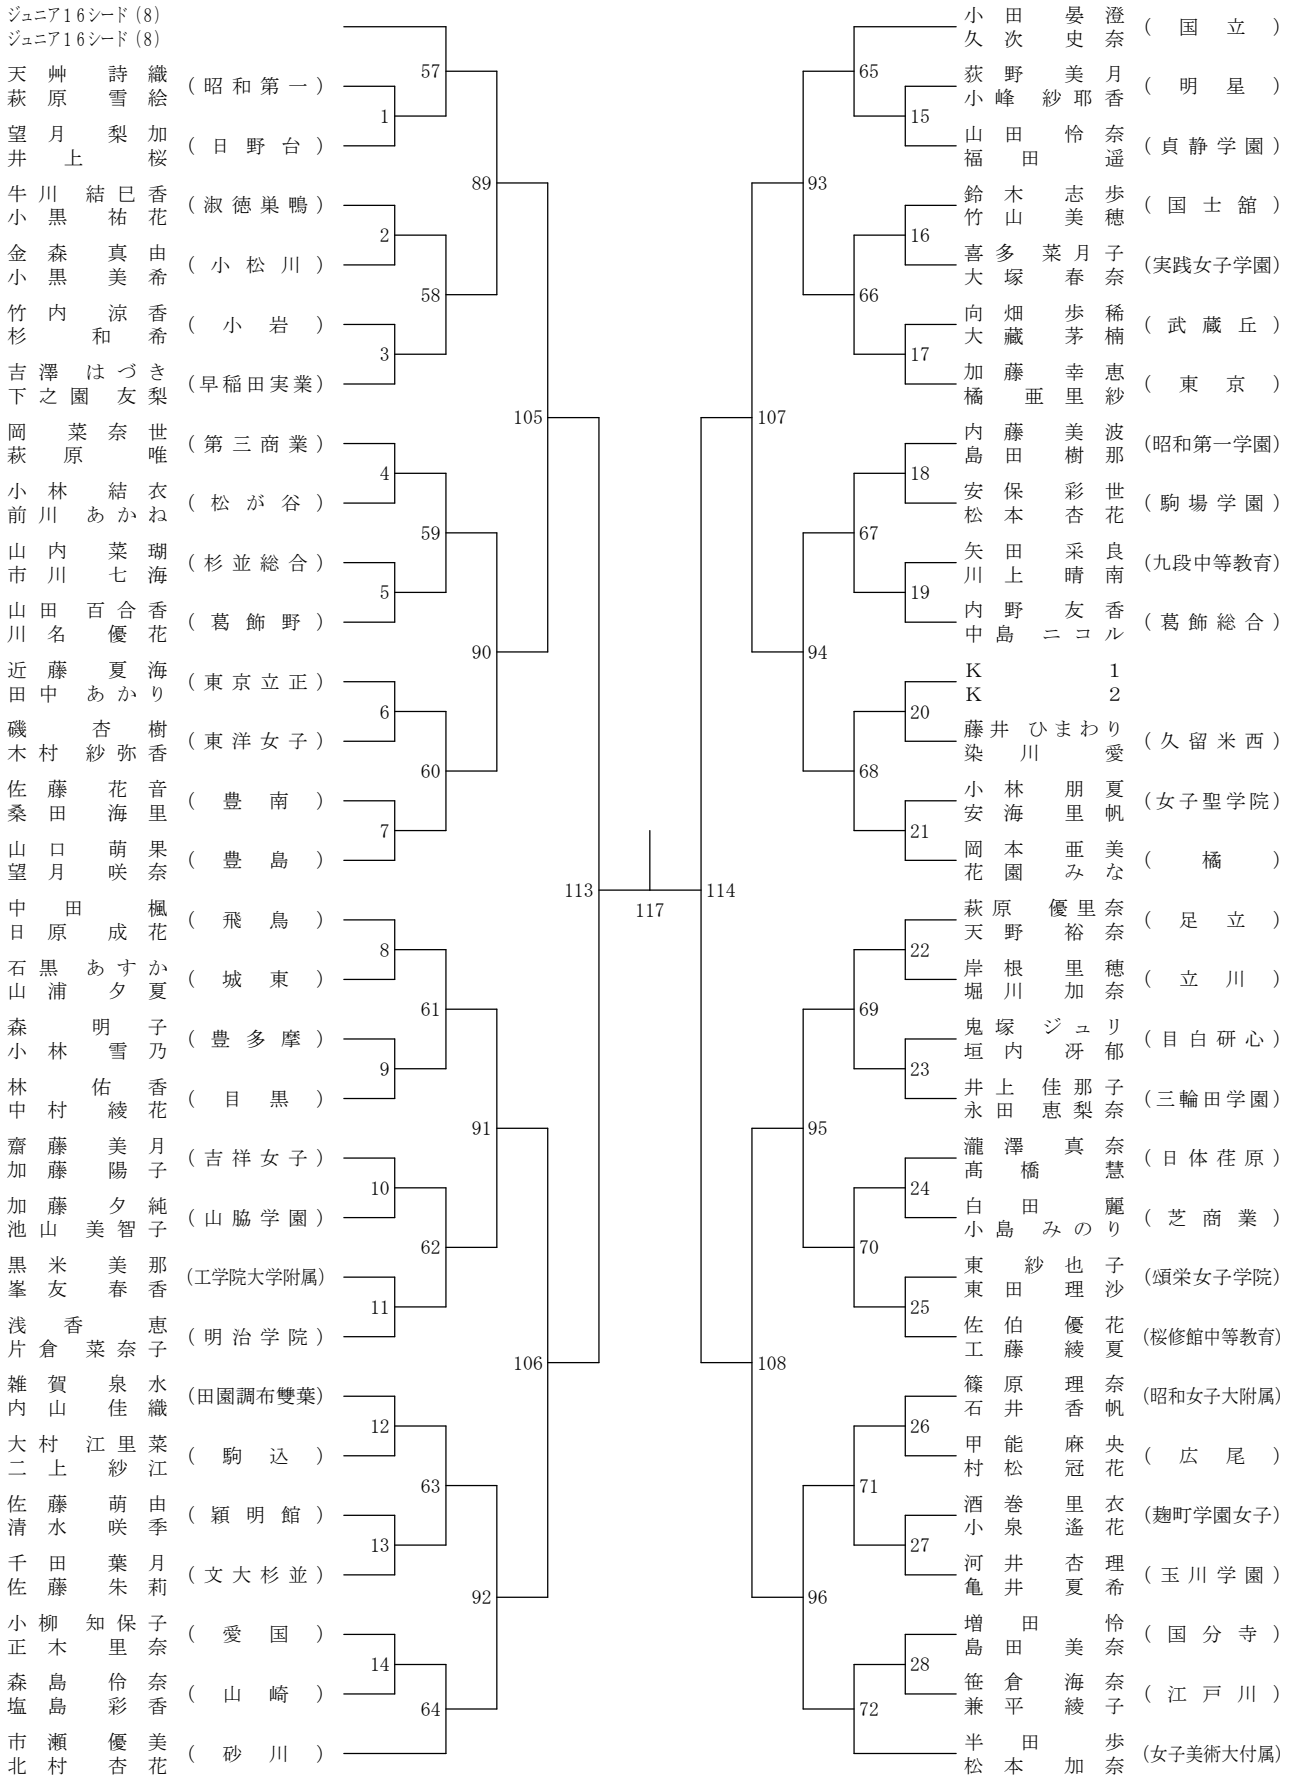 ジュニア16シード (8)
ジュニア16シード (8)
天艸 詩織
萩原 雪絵 (昭和第一)
望月 梨加
井上 桜 (日野台)
牛川 結巳香
小黒 祐花 (淑徳巣鴨)
金森 真由
小黒 美希 (小松川)
竹内 涼香
杉 和希 (小岩)
吉澤 はづき
下之園 友梨 (早稲田実業)
岡 菜奈世
萩原 唯 (第三商業)
小林 結衣
前川 あかね (松が谷)
山内 菜瑚
市川 七海 (杉並総合)
山田 百合香
川名 優花 (葛飾野)
近藤 夏海
田中 あかり (東京立正)
磯 杏樹
木村 紗弥香 (東洋女子)
佐藤 花音
桑田 海里 (豊南)
山口 萌果
望月 咲奈 (豊島)
中田 楓
日原 成花 (飛鳥)
石黒 あすか
山浦 夕夏 (城東)
森 明子
小林 雪乃 (豊多摩)
林 佑香
中村 綾花 (目黒)
齋藤 美月
加藤 陽子 (吉祥女子)
加藤 夕純
池山 美智子 (山脇学園)
黒米 美那
峯友 春香 (工学院大学附属)
浅香 恵
片倉 菜奈子 (明治学院)
雑賀 泉水
内山 佳織 (田園調布雙葉)
大村 江里菜
二上 紗江 (駒込)
佐藤 萌由
清水 咲季 (穎明館)
千田 葉月
佐藤 朱莉 (文大杉並)
小柳 知保子
正木 里奈 (愛国)
森島 伶奈
塩島 彩香 (山崎)
市瀬 優美
北村 杏花 (砂川)
1
2
3
4
5
6
7
8
9
10
11
12
13
14
57
58
59
60
61
62
63
64
89
90
91
92
105
106
113
117
114
107
108
93
94
95
96
65
66
67
68
69
70
71
72
15
16
17
18
19
20
21
22
23
24
25
26
27
28
小田 晏澄
久次 史奈 (国立)
荻野 美月
小峰 紗耶香 (明星)
山田 怜奈
福田 遥 (貞静学園)
鈴木 志歩
竹山 美穂 (国士舘)
喜多 菜月子
大塚 春奈 (実践女子学園)
向畑 歩稀
大藏 茅楠 (武蔵丘)
加藤 幸恵
橘 亜里紗 (東京)
内藤 美波
島田 樹那 (昭和第一学園)
安保 彩世
松本 杏花 (駒場学園)
矢田 采良
川上 晴南 (九段中等教育)
内野 友香
中島 ニコル (葛飾総合)
K 1
K 2
藤井 ひまわり
染川 愛 (久留米西)
小林 朋夏
安海 里帆 (女子聖学院)
岡本 亜美
花園 みな (橘)
萩原 優里奈
天野 裕奈 (足立)
岸根 里穂
堀川 加奈 (立川)
鬼塚 ジュリ
垣内 冴郁 (目白研心)
井上 佳那子
永田 恵梨奈 (三輪田学園)
瀧澤 真奈
髙橋 慧 (日体荏原)
白田 麗
小島 みのり (芝商業)
東 紗也子
東田 理沙 (頌栄女子学院)
佐伯 優花
工藤 綾夏 (桜修館中等教育)
篠原 理奈
石井 香帆 (昭和女子大附属)
甲能 麻央
村松 冠花 (広尾)
酒巻 里衣
小泉 遙花 (麹町学園女子)
河井 杏理
亀井 夏希 (玉川学園)
増田 怜
島田 美奈 (国分寺)
笹倉 海奈
兼平 綾子 (江戸川)
半田 歩
松本 加奈 (女子美術大付属)